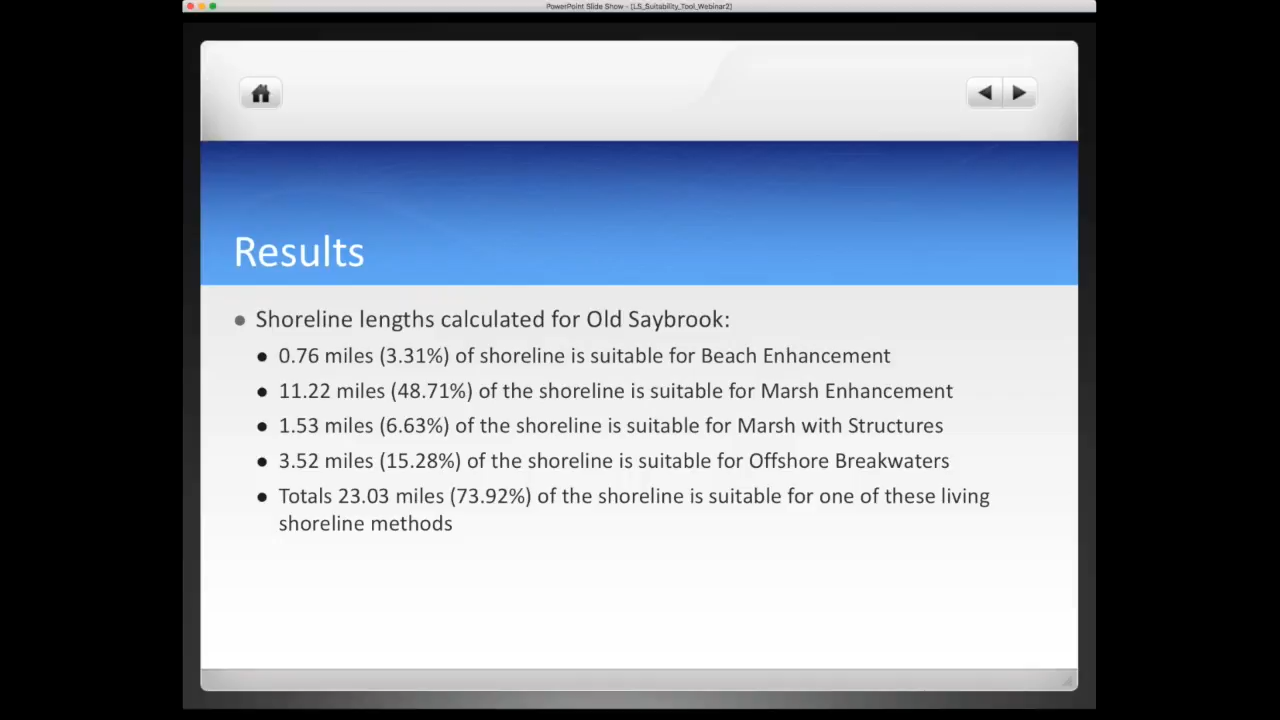 PowerPoint Slide Show - [LS_Suitability_Tool_Webinar2]
Results
Shoreline lengths calculated for Old Saybrook:
0.76 miles (3.31%) of shoreline is suitable for Beach Enhancement
11.22 miles (48.71%) of the shoreline is suitable for Marsh Enhancement
1.53 miles (6.63%) of the shoreline is suitable for Marsh with Structures
3.52 miles (15.28%) of the shoreline is suitable for Offshore Breakwaters
Totals 23.03 miles (73.92%) of the shoreline is suitable for one of these living
shoreline methods